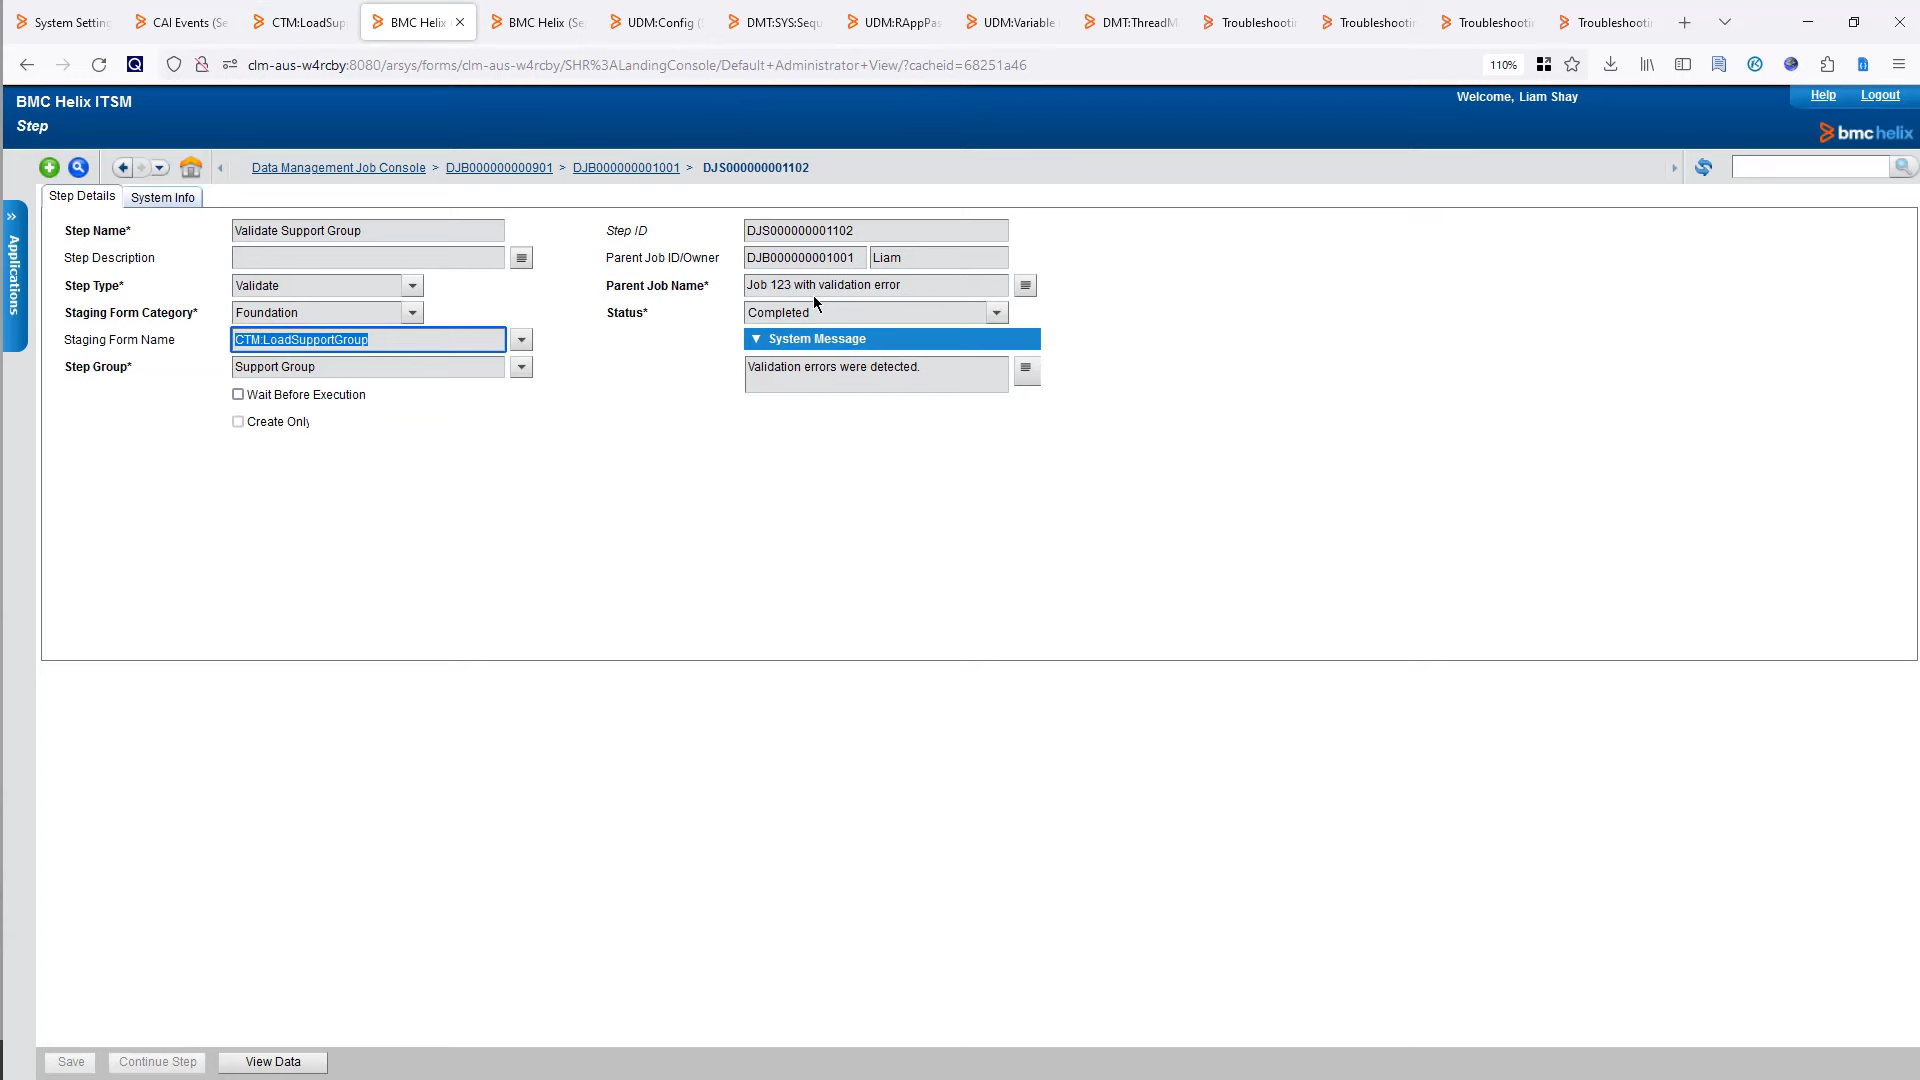 System Setting
CAI Events (Se
CTM:LoadSup
BMC Helix
BMC Helix (Se
UDM:Config (
DMT:SYS:Sequ
UDM:RAppPas
UDM:Variable
DMT:ThreadM
Troubleshooti
Troubleshootin
Troubleshootin
Troubleshooti
clm-aus-w4rcby:8080/arsys/forms/clm-aus-w4rcby/SHR%3ALandingConsole/Default+Administrator+View/?cacheid=68251a46
110%
BMC Helix ITSM
Welcome, Liam Shay
Help
Logout
Step
bmchelix
Data Management Job Console > DJB000000000901 > DJB000000001001 > DJS000000001102
Step Details
System Info
Applications
Step Name* Validate Support Group
Step ID DJS000000001102
Step Description
Parent Job ID/Owner DJB000000001001 Liam
Step Type* Validate
Parent Job Name* Job 123 with validation error
Staging Form Category* Foundation
Status* Completed
Staging Form Name CTM:LoadSupportGroup
System Message
Step Group* Support Group
Validation errors were detected.
Wait Before Execution
Create Only
Save
Continue Step
View Data